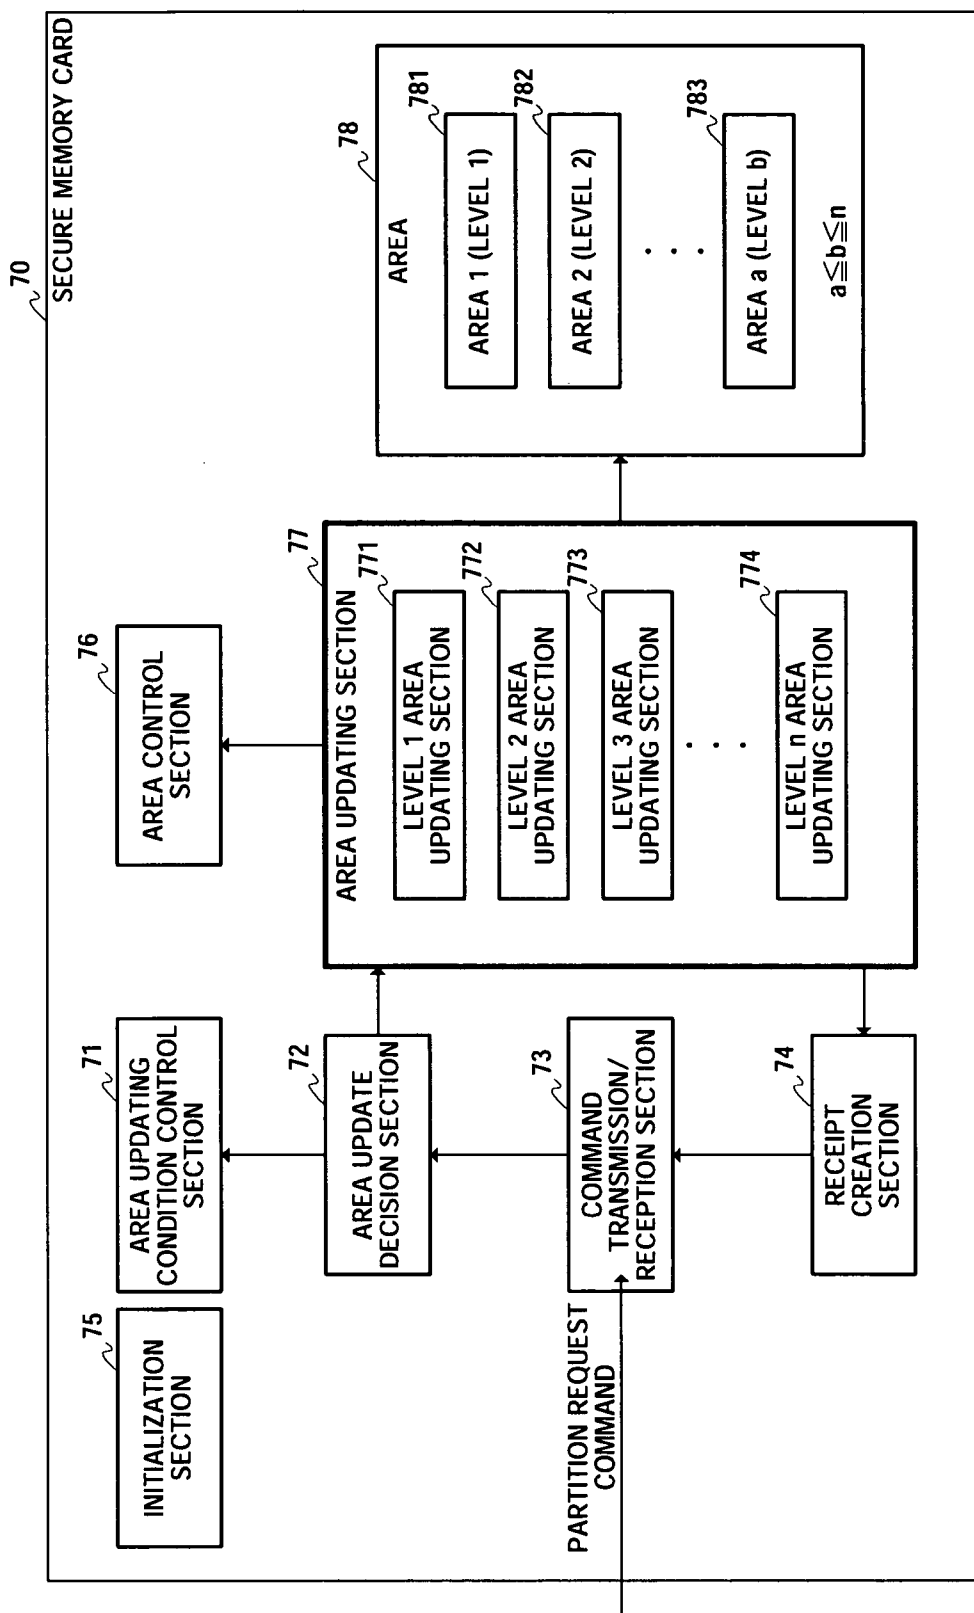 70
SECURE MEMORY CARD
75
INITIALIZATION
SECTION
71
AREA UPDATING
CONDITION CONTROL
SECTION
76
AREA CONTROL
SECTION
72
AREA UPDATE
DECISION SECTION
PARTITION REQUEST
COMMAND
73
COMMAND
TRANSMISSION/
RECEPTION SECTION
74
RECEIPT
CREATION
SECTION
77
AREA UPDATING SECTION
771
LEVEL 1 AREA
UPDATING SECTION
772
LEVEL 2 AREA
UPDATING SECTION
773
LEVEL 3 AREA
UPDATING SECTION
· · ·
774
LEVEL n AREA
UPDATING SECTION
78
AREA
781
AREA 1 (LEVEL 1)
782
AREA 2 (LEVEL 2)
· · ·
783
AREA a (LEVEL b)
a≦b≦n